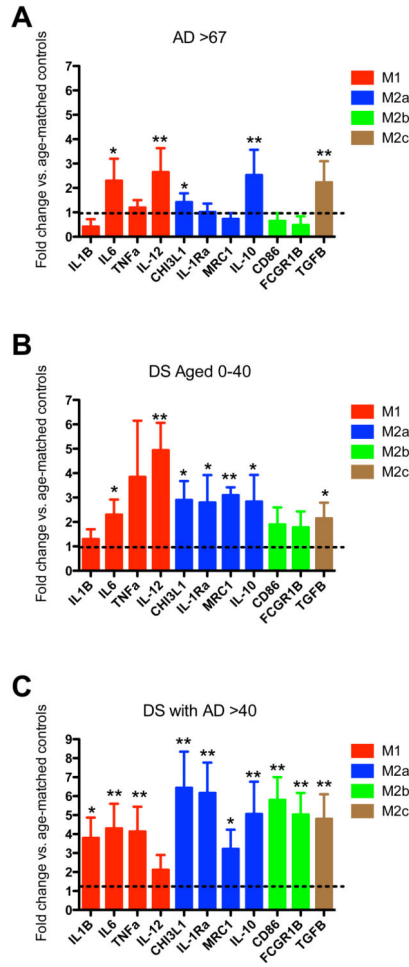 A
AD >67
Fold change vs. age-matched controls
7
6
5
4
3
2
1
0
* ** * ** **
IL1B IL6 TNFa IL-12 CHI3L1 IL-1Ra MRC1 IL-10 CD86 FCGR1B TGFB
M1
M2a
M2b
M2c
B
DS Aged 0-40
Fold change vs. age-matched controls
7
6
5
4
3
2
1
0
* ** * * ** * *
IL1B IL6 TNFa IL-12 CHI3L1 IL-1Ra MRC1 IL-10 CD86 FCGR1B TGFB
M1
M2a
M2b
M2c
C
DS with AD >40
Fold change vs. age-matched controls
9
8
7
6
5
4
3
2
1
0
* ** ** ** ** * ** ** ** **
IL1B IL6 TNFa IL-12 CHI3L1 IL-1Ra MRC1 IL-10 CD86 FCGR1B TGFB
M1
M2a
M2b
M2c